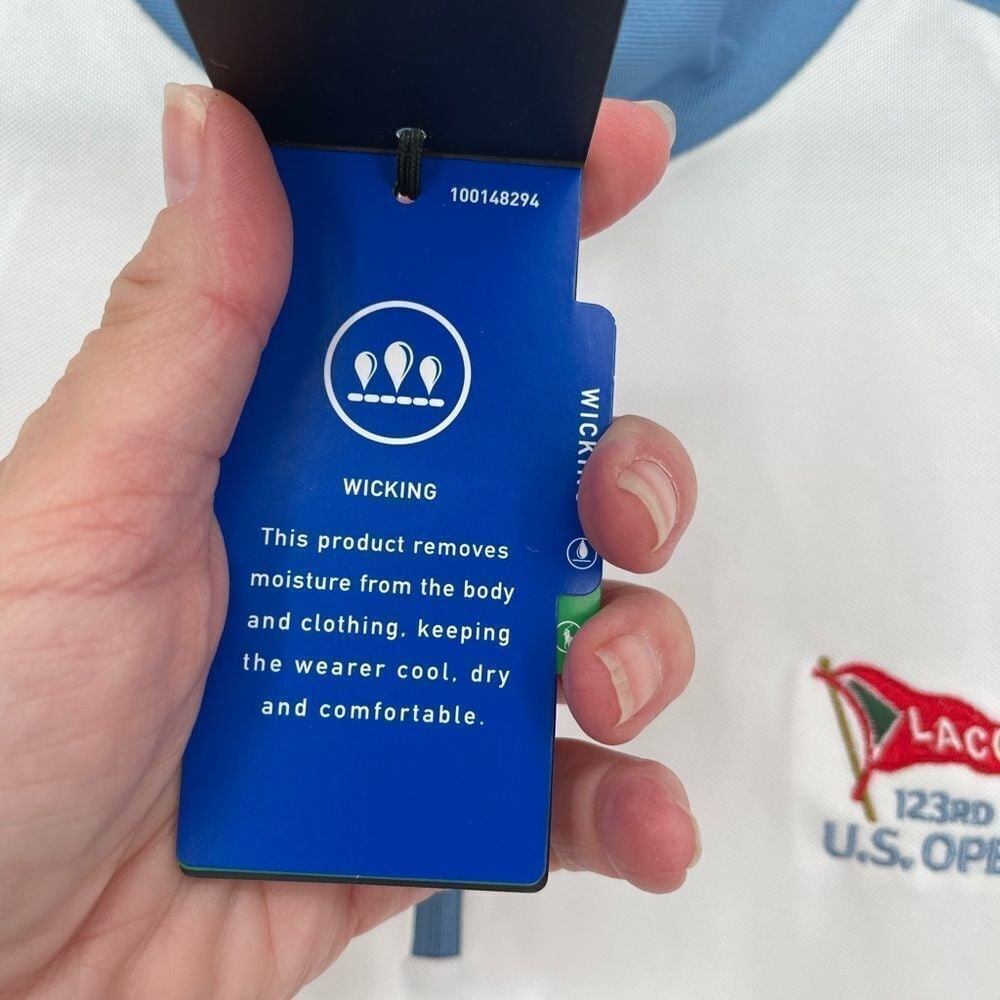 100148294
WICKING
WICKING
This product removes
moisture from the body
and clothing, keeping
the wearer cool, dry
and comfortable.
123RD
U.S.